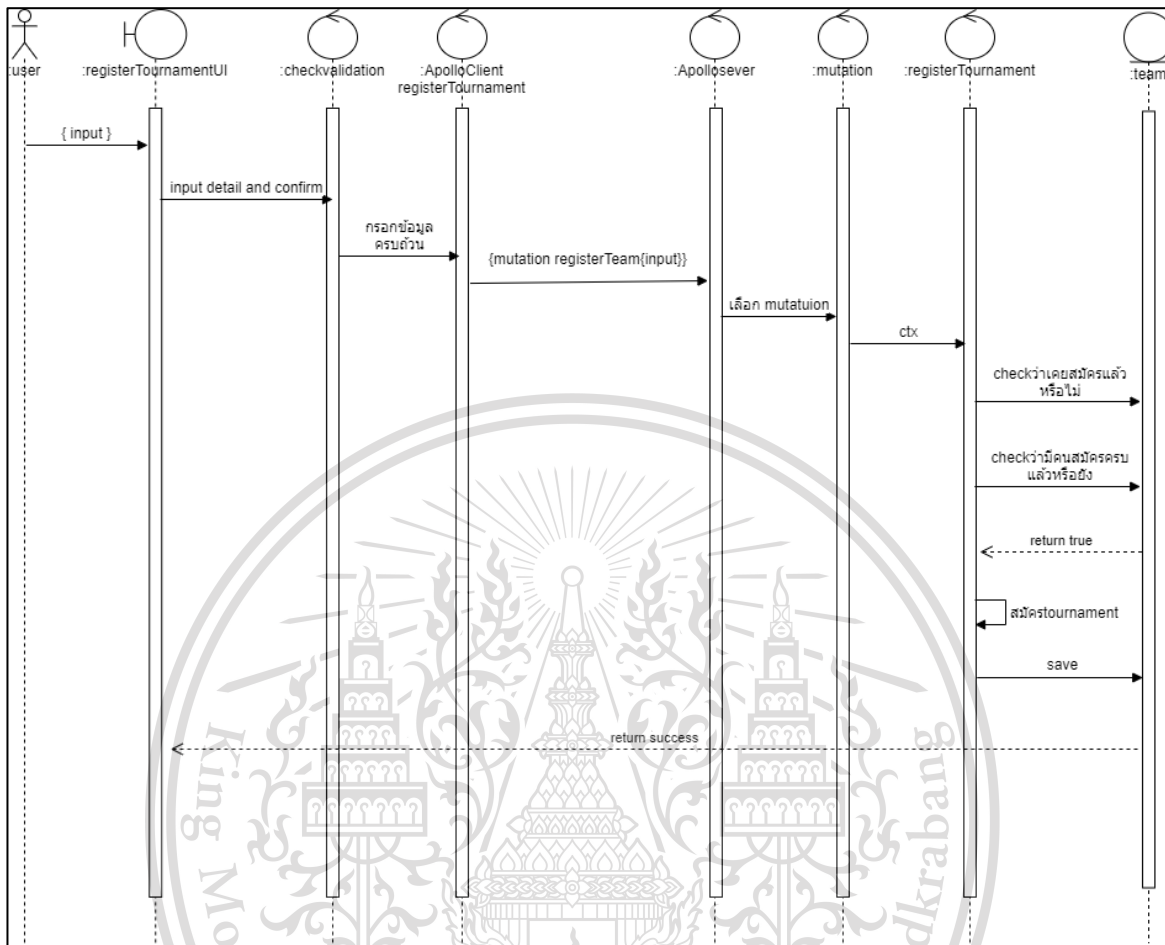 :user
:registerTournamentUI
:checkvalidation
:ApolloClient
registerTournament
:Apollosever
:mutation
:registerTournament
:team
{ input }
input detail and confirm
กรอกข้อมูล
ครบถ้วน
{mutation registerTeam{input}}
เลือก mutatuion
ctx
checkว่าเคยสมัครแล้ว
หรือไม่
checkว่ามีคนสมัครครบ
แล้วหรือยัง
return true
สมัครtournament
save
return success
King Mo
dkrabang